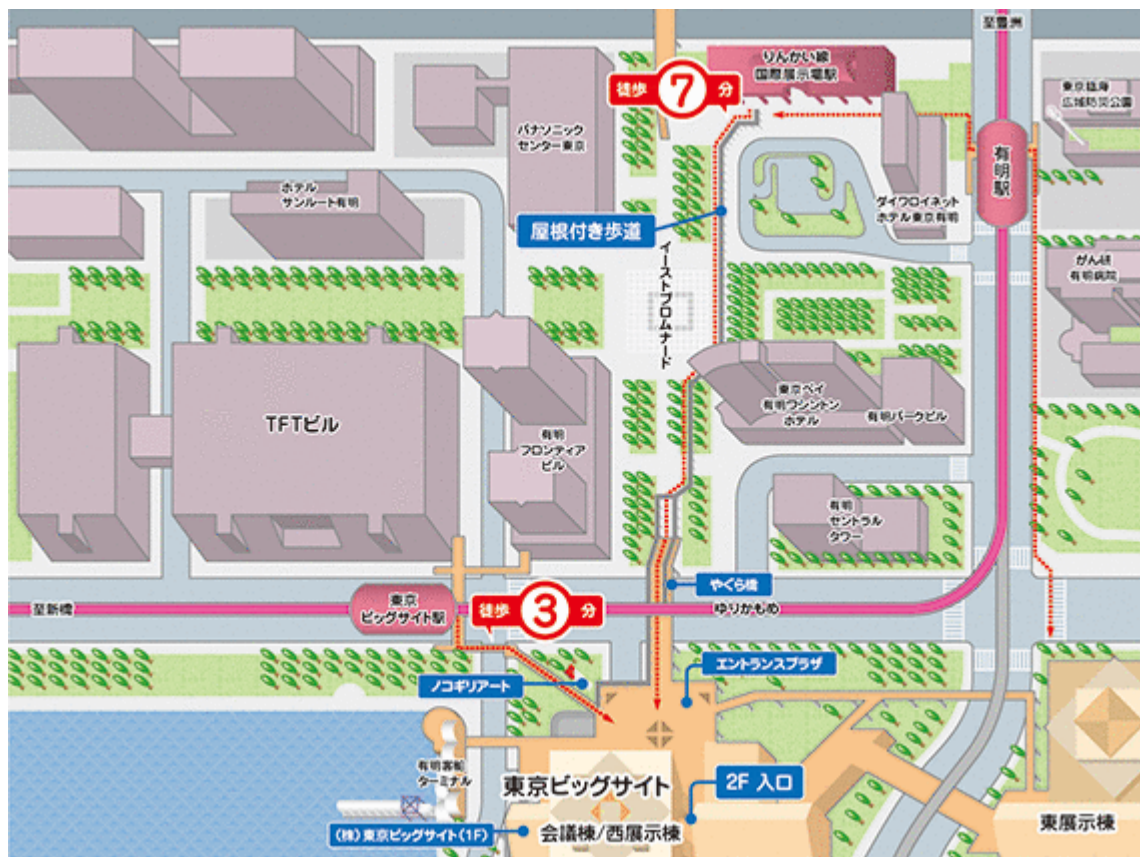 至豊洲
りんかい線
国際展示場駅
徒歩 7 分
東京臨海
広域防災公園
パナソニック
センター東京
有明駅
ホテル
サンルート有明
ダイワロイネット
ホテル東京有明
屋根付き歩道
イーストプロムナード
がん研
有明病院
東京ベイ
有明ワシントン
ホテル
有明パークビル
TFTビル
有明
フロンティア
ビル
有明
セントラル
タワー
やぐら橋
至新橋
東京
ビッグサイト駅
徒歩 3 分
ゆりかもめ
エントランスプラザ
ノコギリアート
有明客船
ターミナル
東京ビッグサイト
2F 入口
(株)東京ビッグサイト(1F)
会議棟/西展示棟
東展示棟